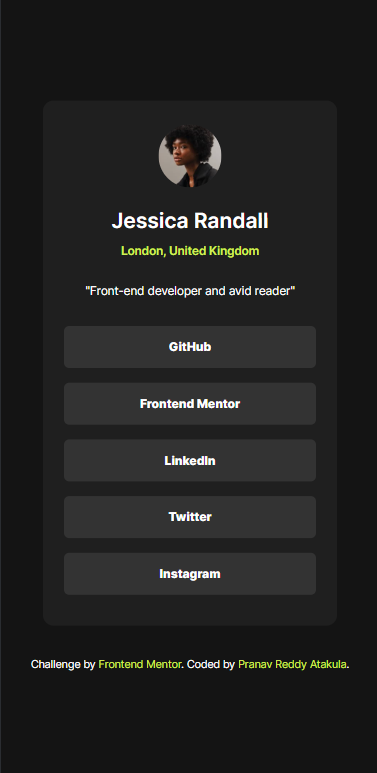 Jessica Randall
London, United Kingdom
"Front-end developer and avid reader"
GitHub
Frontend Mentor
LinkedIn
Twitter
Instagram
Challenge by Frontend Mentor. Coded by Pranav Reddy Atakula.